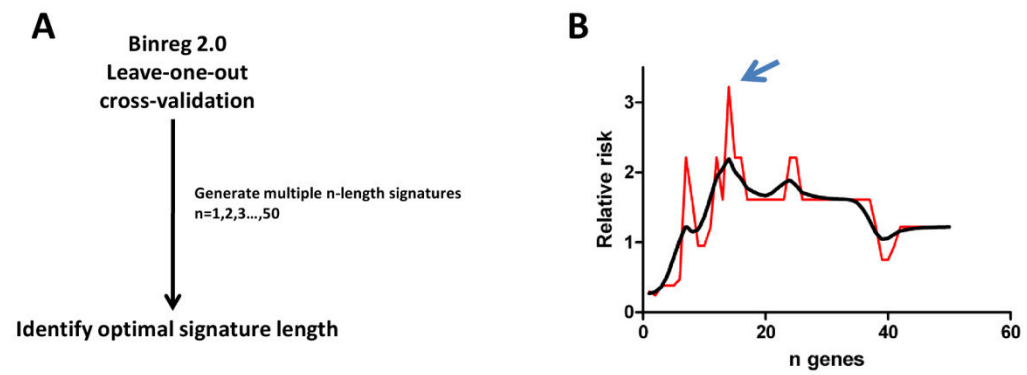 A
Binreg 2.0
Leave-one-out
cross-validation
Generate multiple n-length signatures
n=1,2,3...,50
Identify optimal signature length
B
Relative risk
3
2
1
0
0 20 40 60
n genes